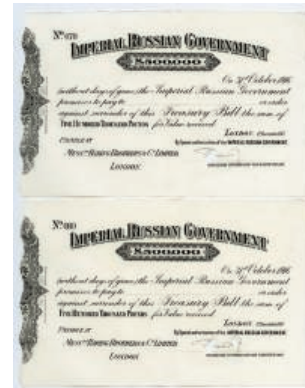 IMPERIAL RUSSIAN GOVERNMENT
£500000
On 31st October 1916
without days of grace, the Imperial Russian Government
promises to pay to or order
against surrender of this Treasury Bill the sum of
FIVE HUNDRED THOUSAND POUNDS for Value received
LONDON
PAYABLE AT
MESSRS BARING BROTHERS & CO LIMITED
LONDON.
IMPERIAL RUSSIAN GOVERNMENT
£500000
On 31st October 1916
without days of grace, the Imperial Russian Government
promises to pay to or order
against surrender of this Treasury Bill the sum of
FIVE HUNDRED THOUSAND POUNDS for Value received
LONDON
PAYABLE AT
MESSRS BARING BROTHERS & CO LIMITED
LONDON